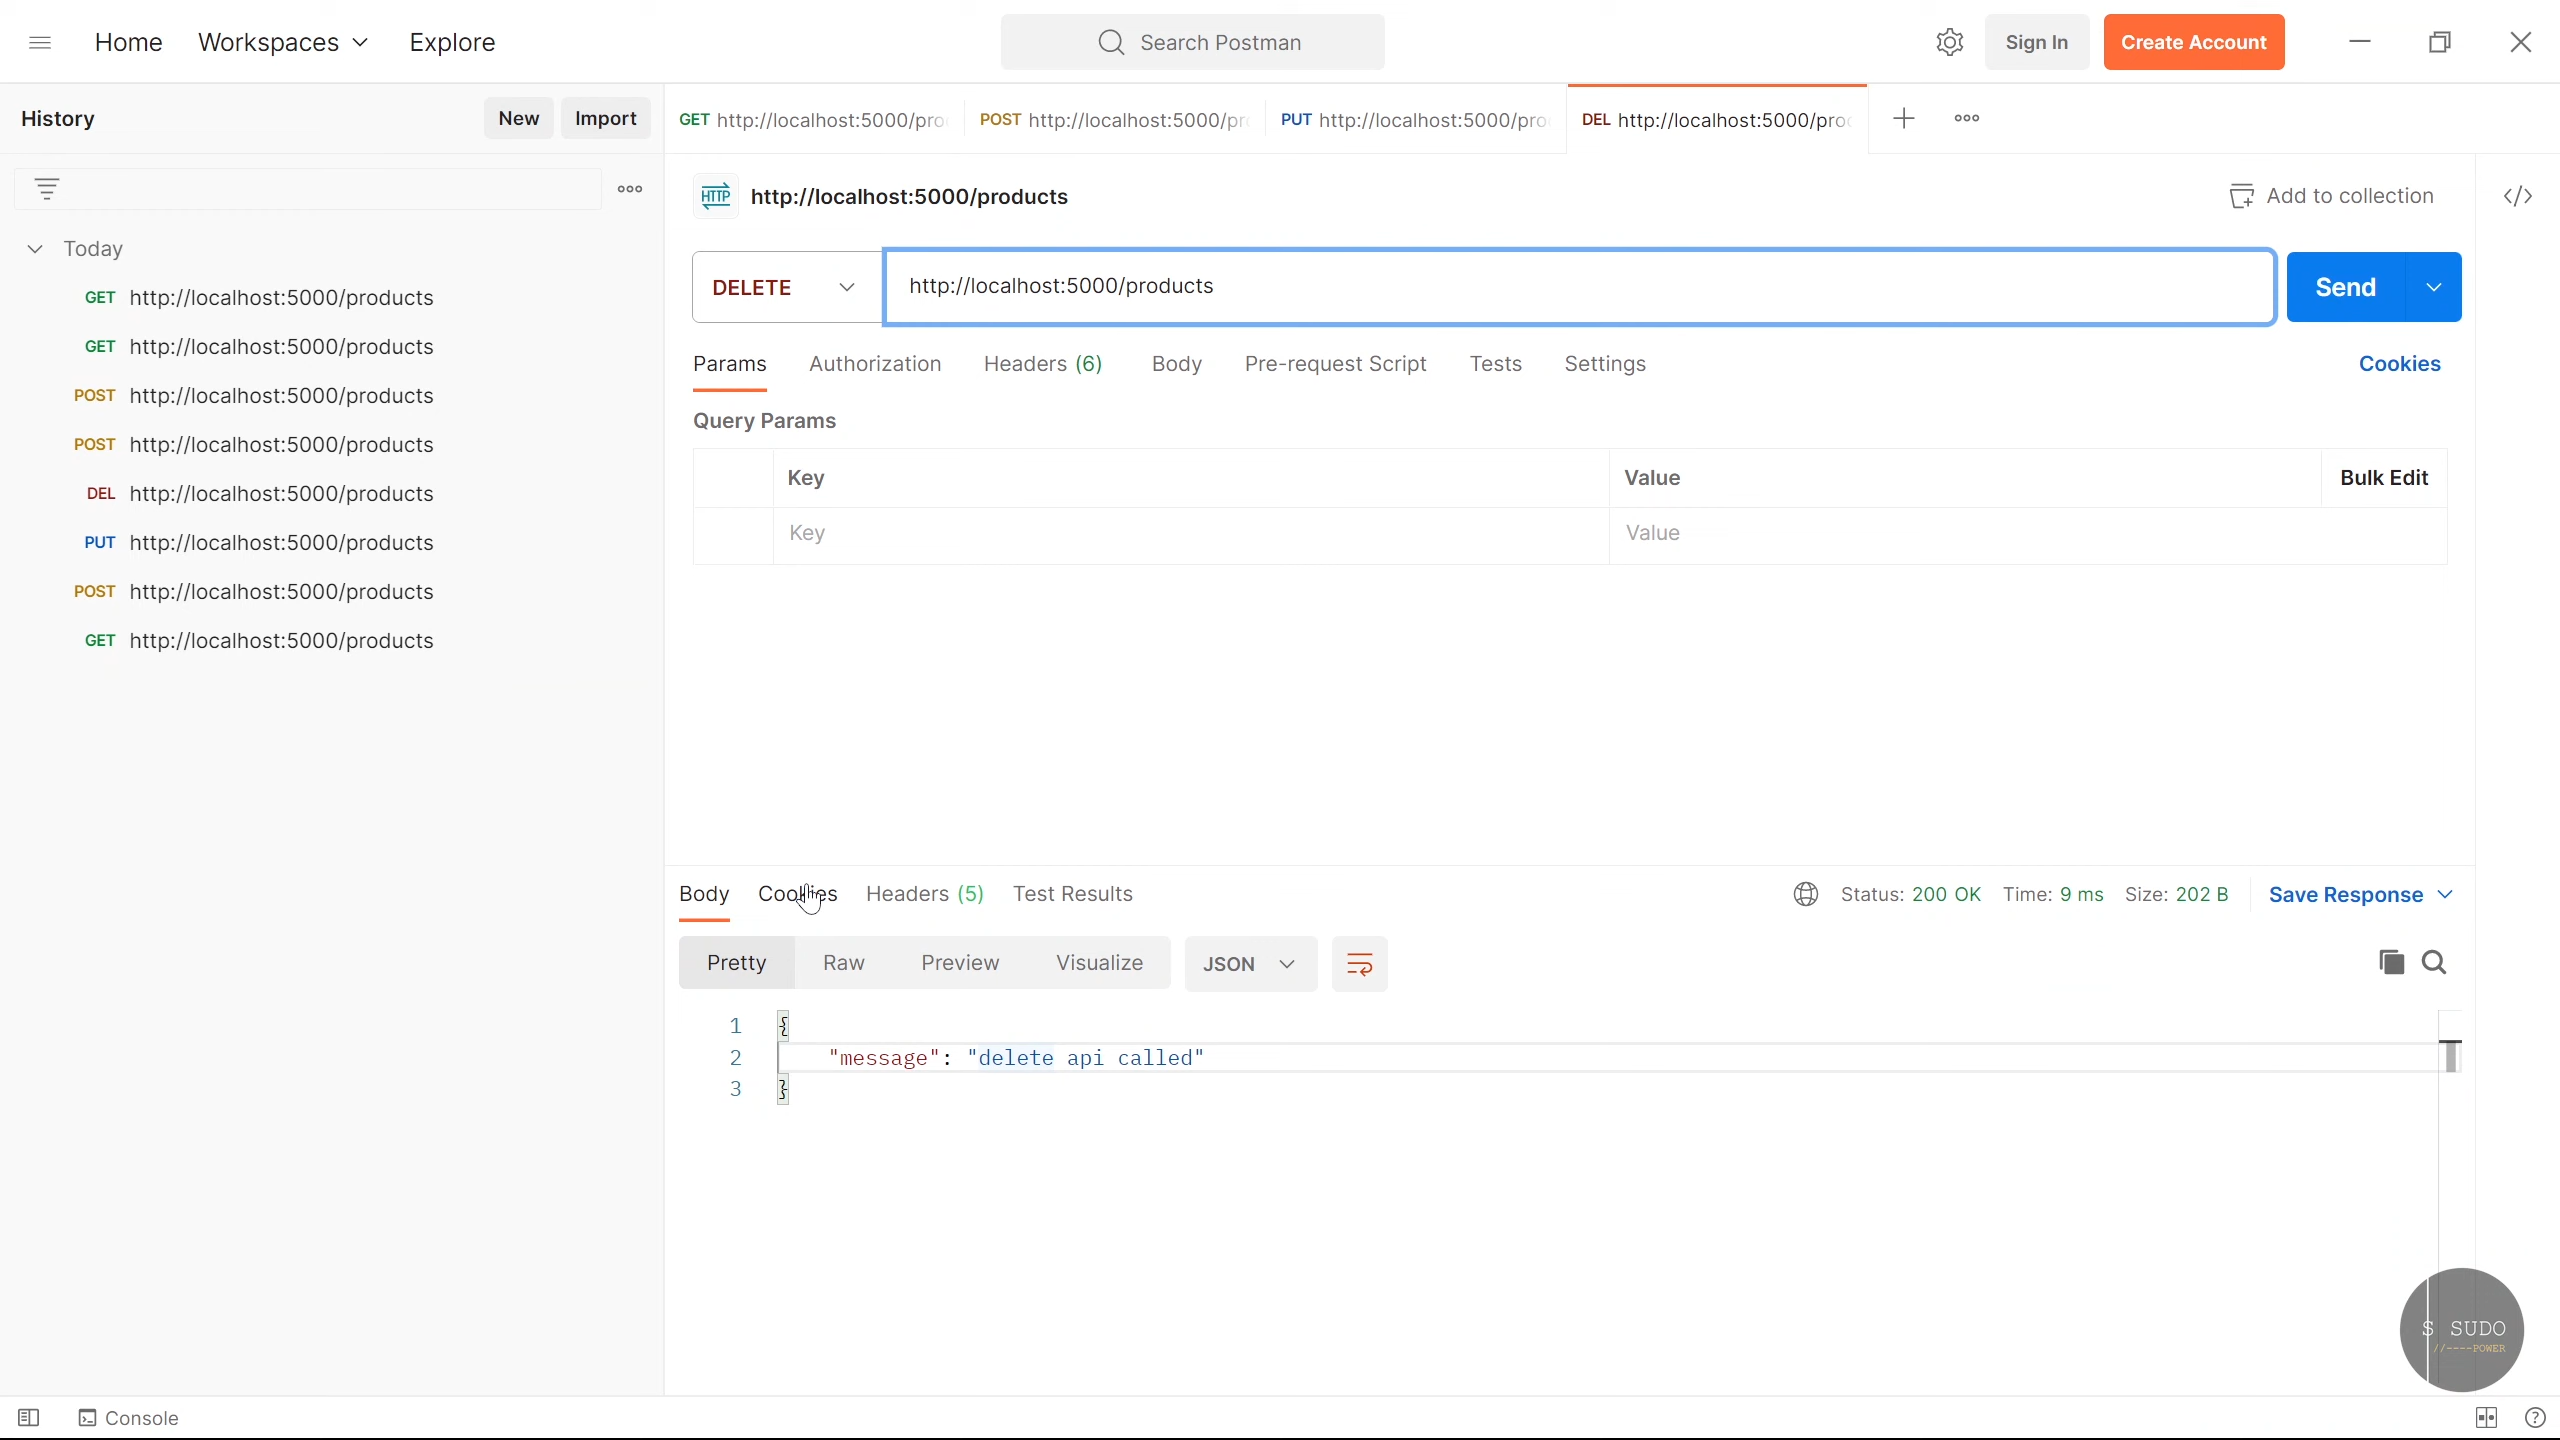 Home Workspaces Explore Search Postman Sign In Create Account
History New Import
GET http://localhost:5000/pro POST http://localhost:5000/pr PUT http://localhost:5000/pro DEL http://localhost:5000/pro
HTTP http://localhost:5000/products Add to collection </>
Today
GET http://localhost:5000/products
GET http://localhost:5000/products
POST http://localhost:5000/products
POST http://localhost:5000/products
DEL http://localhost:5000/products
PUT http://localhost:5000/products
POST http://localhost:5000/products
GET http://localhost:5000/products
DELETE http://localhost:5000/products Send
Params Authorization Headers (6) Body Pre-request Script Tests Settings Cookies
Query Params
Key Value Bulk Edit
Key Value
Body Cookies Headers (5) Test Results Status: 200 OK Time: 9 ms Size: 202 B Save Response
Pretty Raw Preview Visualize JSON
1 {
2 "message": "delete api called"
3 }
S SUDO
//----POWER
Console